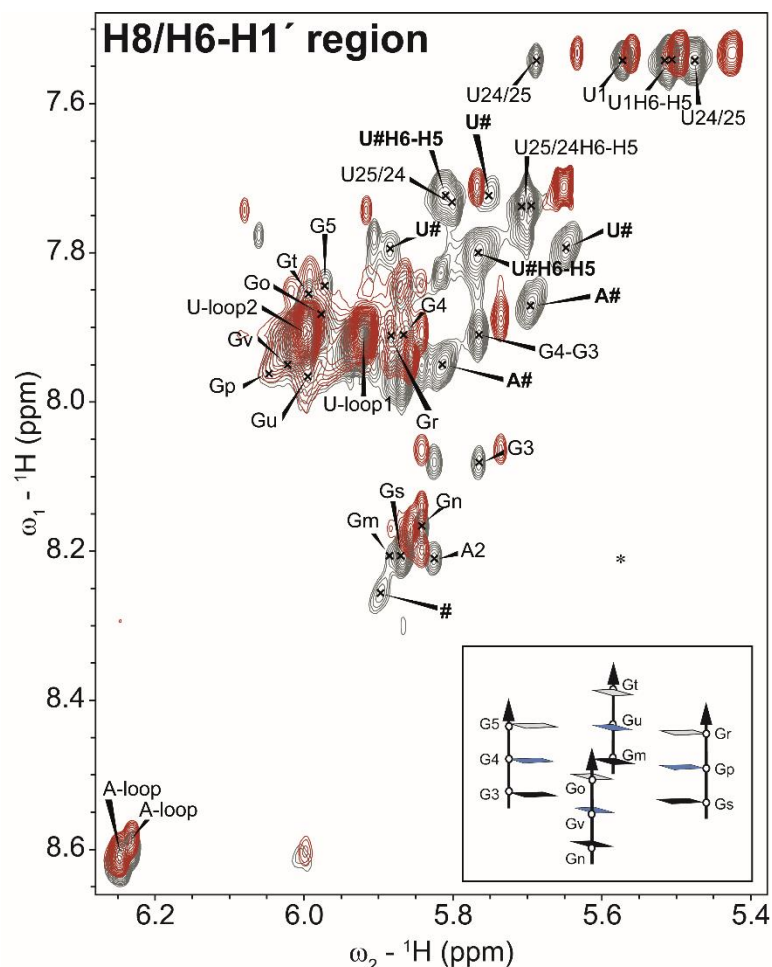 H8/H6-H1´ region
7.6
7.8
8.0
8.2
8.4
8.6
6.2
6.0
5.8
5.6
5.4
ω1 - 1H (ppm)
ω2 - 1H (ppm)
U24/25
U1
U1H6-H5
U24/25
U#H6-H5
U#
U25/24
U25/24H6-H5
U#
U#
U#H6-H5
G5
Gt
Go
U-loop2
Gv
Gp
Gu
U-loop1
G4
A#
G4-G3
A#
Gr
G3
Gs
Gn
Gm
A2
*
#
A-loop
A-loop
Gt
G5
Gu
Gr
G4
Gm
Gp
G3
Go
Gs
Gv
Gn